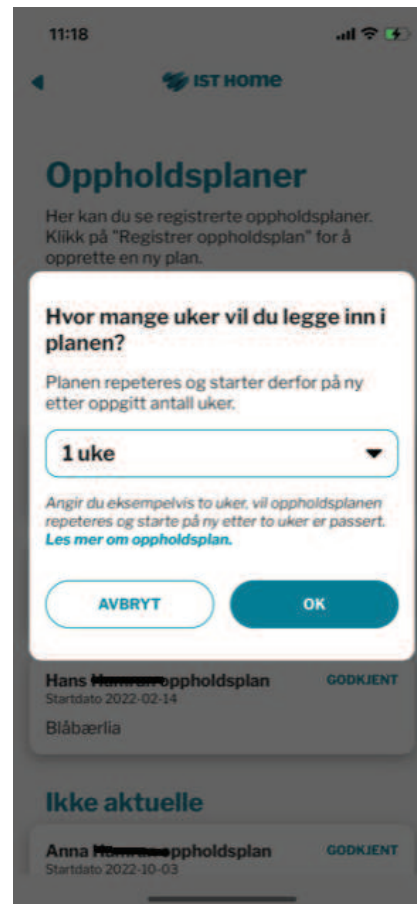 11:18
IST HOME
Oppholdsplaner
Her kan du se registrerte oppholdsplaner.
Klikk på "Registrer oppholdsplan" for å
opprette en ny plan.
Hvor mange uker vil du legge inn i
planen?
Planen repeteres og starter derfor på ny
etter oppgitt antall uker.
1 uke
Angir du eksempelvis to uker, vil oppholdsplanen
repeteres og starte på ny etter to uker er passert.
Les mer om oppholdsplan.
AVBRYT OK
Hans oppholdsplan GODKJENT
Startdato 2022-02-14
Blåbærlia
Ikke aktuelle
Anna ppholdsplan GODKJENT
Startdato 2022-10-03